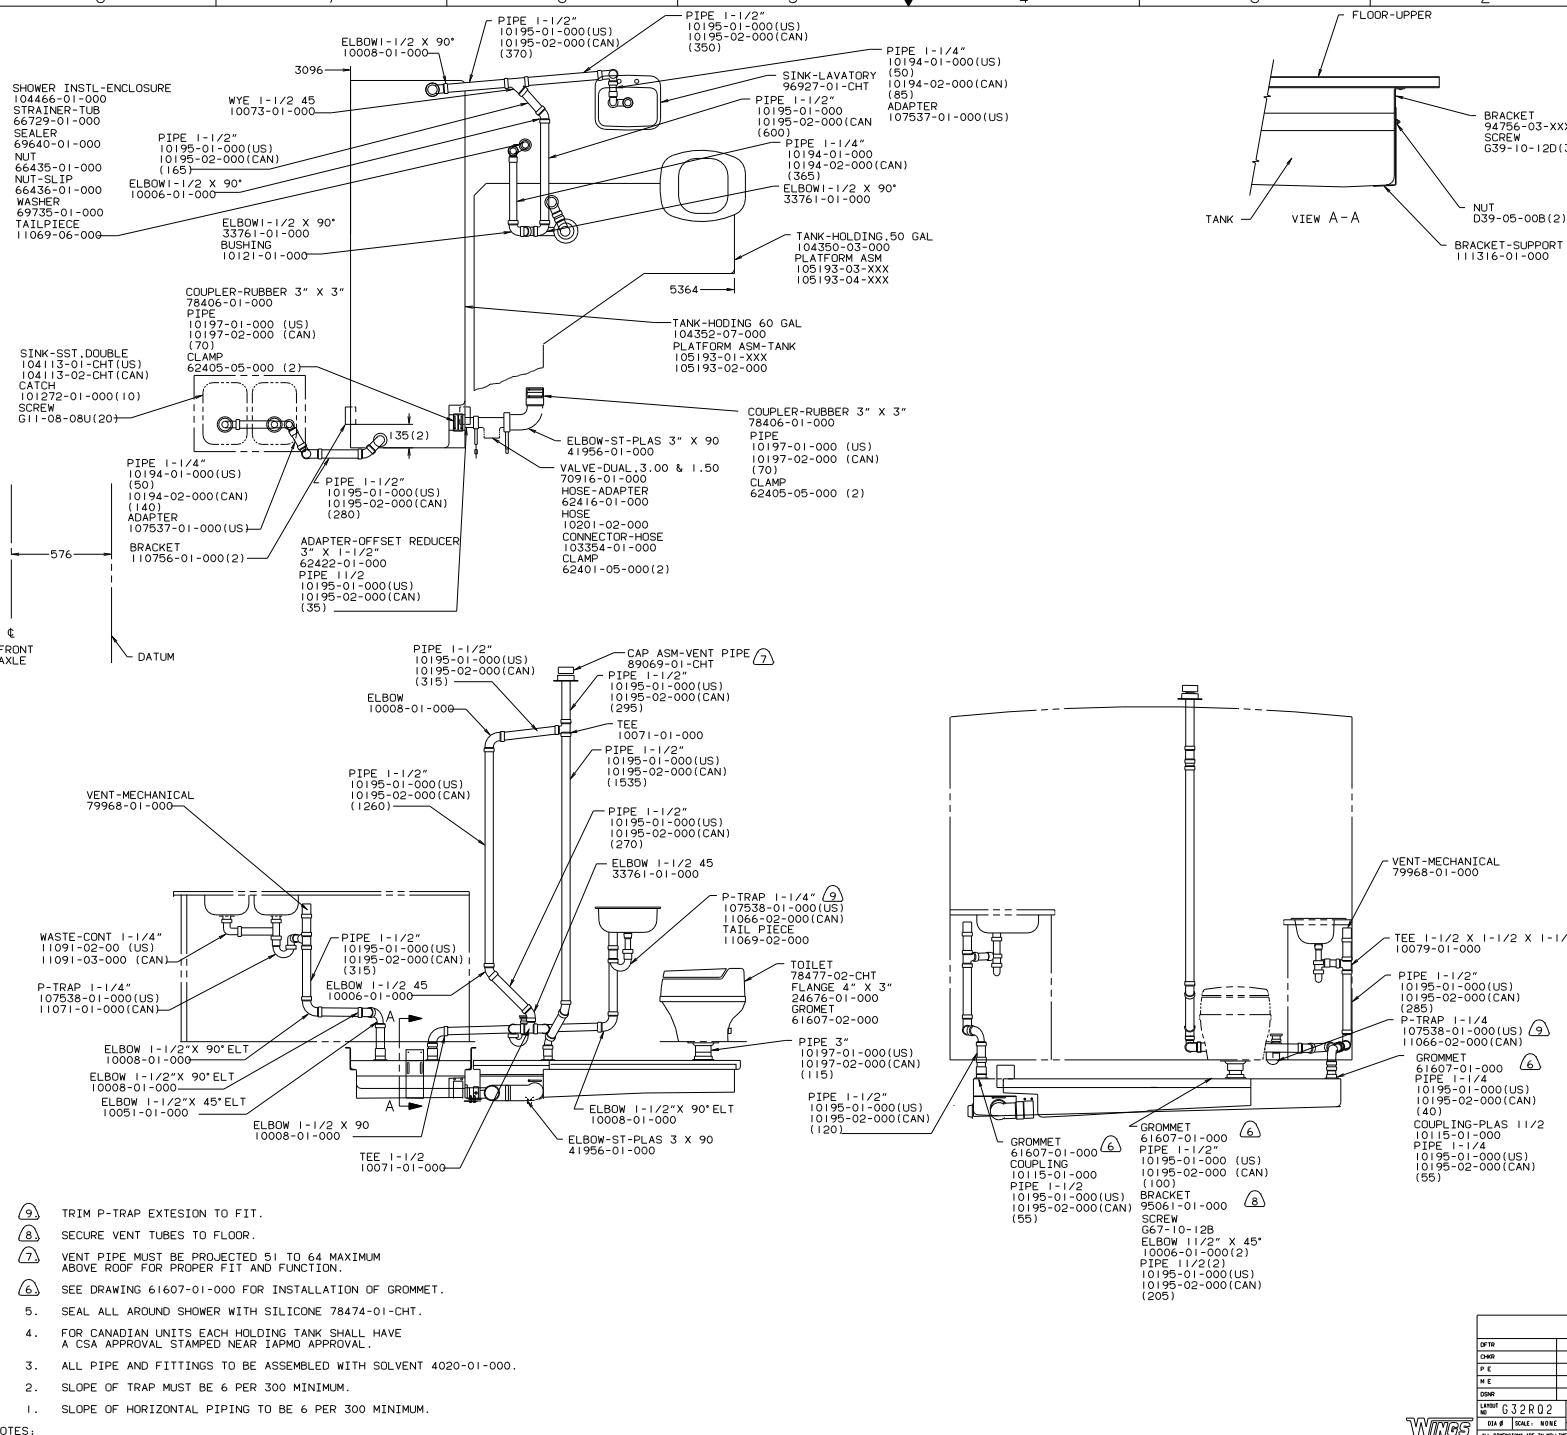 PIPE 1-1/2"
10195-01-000(US)
10195-02-000(CAN)
(370)
PIPE 1-1/2"
10195-01-000(US)
10195-02-000(CAN)
(350)
ELBOW1-1/2 X 90°
10008-01-000
3096
PIPE 1-1/4"
10194-01-000(US)
(50)
10194-02-000(CAN)
(85)
ADAPTER
107537-01-000(US)
SINK-LAVATORY
96927-01-CHT
SHOWER INSTL-ENCLOSURE
104466-01-000
STRAINER-TUB
66729-01-000
SEALER
69640-01-000
NUT
66435-01-000
NUT-SLIP
66436-01-000
WASHER
69735-01-000
TAILPIECE
11069-06-000
WYE 1-1/2 45
10073-01-000
PIPE 1-1/2"
10195-01-000(US)
10195-02-000(CAN)
(165)
ELBOW1-1/2 X 90°
10006-01-000
ELBOW1-1/2 X 90°
33761-01-000
BUSHING
10121-01-000
PIPE 1-1/2"
10195-01-000
10195-02-000(CAN
(600)
PIPE 1-1/4"
10194-01-000
10194-02-000(CAN)
(365)
ELBOW1-1/2 X 90°
33761-01-000
TANK-HOLDING,50 GAL
104350-03-000
PLATFORM ASM
105193-03-XXX
105193-04-XXX
5364
FLOOR-UPPER
BRACKET
94756-03-XXX
SCREW
G39-10-12D(
NUT
D39-05-00B(2)
TANK
VIEW A-A
BRACKET-SUPPORT
111316-01-000
COUPLER-RUBBER 3" X 3"
78406-01-000
PIPE
10197-01-000 (US)
10197-02-000 (CAN)
(70)
CLAMP
62405-05-000 (2)
TANK-HODING 60 GAL
104352-07-000
PLATFORM ASM-TANK
105193-01-XXX
105193-02-000
SINK-SST,DOUBLE
104113-01-CHT(US)
104113-02-CHT(CAN)
CATCH
101272-01-000(10)
SCREW
G11-08-08U(20)
135(2)
COUPLER-RUBBER 3" X 3"
78406-01-000
PIPE
10197-01-000 (US)
10197-02-000 (CAN)
(70)
CLAMP
62405-05-000 (2)
ELBOW-ST-PLAS 3" X 90
41956-01-000
VALVE-DUAL,3.00 & 1.50
70916-01-000
HOSE-ADAPTER
62416-01-000
HOSE
10201-02-000
CONNECTOR-HOSE
103354-01-000
CLAMP
62401-05-000(2)
PIPE 1-1/4"
10194-01-000(US)
(50)
10194-02-000(CAN)
(140)
ADAPTER
107537-01-000(US)
BRACKET
110756-01-000(2)
PIPE 1-1/2"
10195-01-000(US)
10195-02-000(CAN)
(280)
ADAPTER-OFFSET REDUCER
3" X 1-1/2"
62422-01-000
PIPE 11/2
10195-01-000(US)
10195-02-000(CAN)
(35)
576
℄
FRONT
AXLE
DATUM
PIPE 1-1/2"
10195-01-000(US)
10195-02-000(CAN)
(315)
CAP ASM-VENT PIPE 7
89069-01-CHT
PIPE 1-1/2"
10195-01-000(US)
10195-02-000(CAN)
(295)
ELBOW
10008-01-000
TEE
10071-01-000
PIPE 1-1/2"
10195-01-000(US)
10195-02-000(CAN)
(1535)
PIPE 1-1/2"
10195-01-000(US)
10195-02-000(CAN)
(1260)
VENT-MECHANICAL
79968-01-000
PIPE 1-1/2"
10195-01-000(US)
10195-02-000(CAN)
(270)
ELBOW 1-1/2 45
33761-01-000
P-TRAP 1-1/4" 9
107538-01-000(US)
11066-02-000(CAN)
TAIL PIECE
11069-02-000
WASTE-CONT 1-1/4"
11091-02-00 (US)
11091-03-000 (CAN)
PIPE 1-1/2"
10195-01-000(US)
10195-02-000(CAN)
(315)
ELBOW 1-1/2 45
10006-01-000
P-TRAP 1-1/4"
107538-01-000(US)
11071-01-000(CAN)
TOILET
78477-02-CHT
FLANGE 4" X 3"
24676-01-000
GROMET
61607-02-000
A
ELBOW 1-1/2"X 90°ELT
10008-01-000
ELBOW 1-1/2"X 90°ELT
10008-01-000
ELBOW 1-1/2"X 45°ELT
10051-01-000
A
ELBOW 1-1/2 X 90
10008-01-000
TEE 1-1/2
10071-01-000
PIPE 3"
10197-01-000(US)
10197-02-000(CAN)
(115)
ELBOW 1-1/2"X 90°ELT
10008-01-000
ELBOW-ST-PLAS 3 X 90
41956-01-000
PIPE 1-1/2"
10195-01-000(US)
10195-02-000(CAN)
(120)
VENT-MECHANICAL
79968-01-000
TEE 1-1/2 X 1-1/2 X 1-1/
10079-01-000
PIPE 1-1/2"
10195-01-000(US)
10195-02-000(CAN)
(285)
P-TRAP 1-1/4
107538-01-000(US) 9
11066-02-000(CAN)
GROMMET
61607-01-000 6
PIPE 1-1/4
10195-01-000(US)
10195-02-000(CAN)
(40)
COUPLING-PLAS 11/2
10115-01-000
PIPE 1-1/4
10195-01-000(US)
10195-02-000(CAN)
(55)
GROMMET
61607-01-000 6
COUPLING
10115-01-000
PIPE 1-1/2
10195-01-000(US)
10195-02-000(CAN)
(55)
GROMMET
61607-01-000 6
PIPE 1-1/2"
10195-01-000 (US)
10195-02-000 (CAN)
(100)
BRACKET
95061-01-000 8
SCREW
G67-10-12B
ELBOW 11/2" X 45°
10006-01-000(2)
PIPE 11/2(2)
10195-01-000(US)
10195-02-000(CAN)
(205)
9. TRIM P-TRAP EXTESION TO FIT.
8. SECURE VENT TUBES TO FLOOR.
7. VENT PIPE MUST BE PROJECTED 51 TO 64 MAXIMUM
ABOVE ROOF FOR PROPER FIT AND FUNCTION.
6. SEE DRAWING 61607-01-000 FOR INSTALLATION OF GROMMET.
5. SEAL ALL AROUND SHOWER WITH SILICONE 78474-01-CHT.
4. FOR CANADIAN UNITS EACH HOLDING TANK SHALL HAVE
A CSA APPROVAL STAMPED NEAR IAPMO APPROVAL.
3. ALL PIPE AND FITTINGS TO BE ASSEMBLED WITH SOLVENT 4020-01-000.
2. SLOPE OF TRAP MUST BE 6 PER 300 MINIMUM.
1. SLOPE OF HORIZONTAL PIPING TO BE 6 PER 300 MINIMUM.
OTES:
DFTR
CHKR
P E
M E
DSNR
LAYOUT NO G32RQ2
DIA Ø SCALE: NONE
WINGS